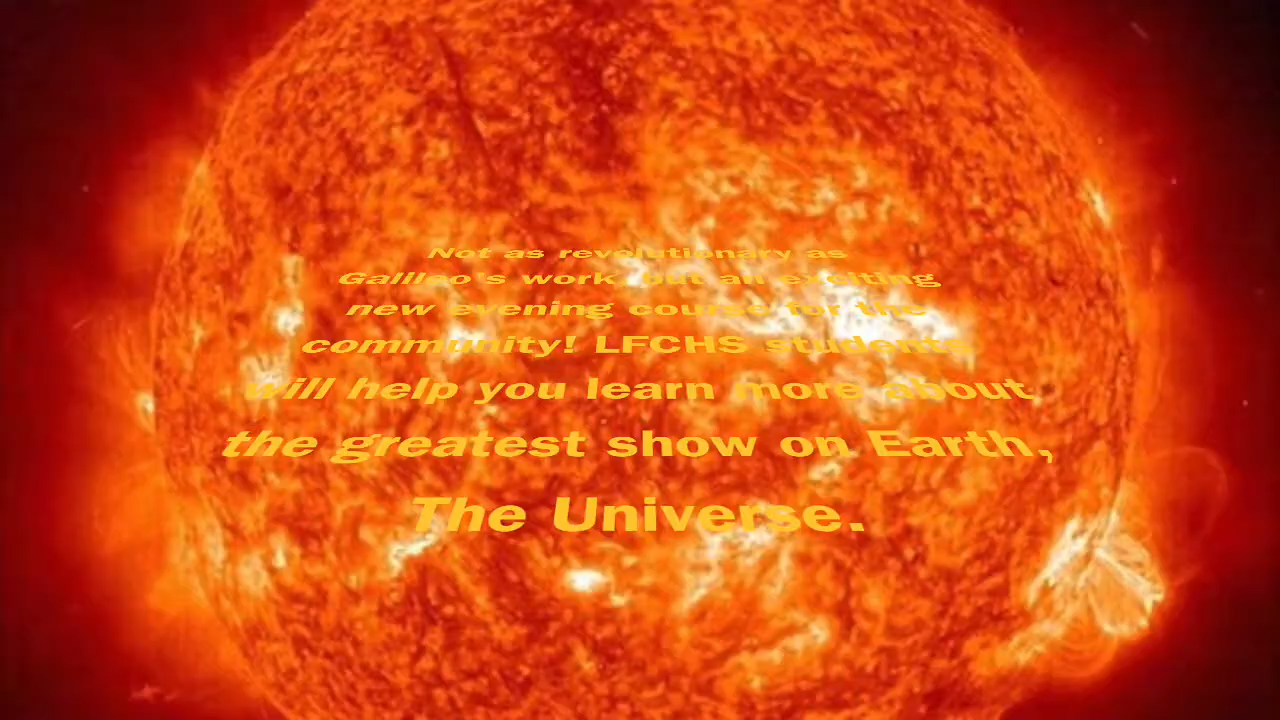 Not as revolutionary as
Galileo's work, but an exciting
new evening course for the
community! LFCHS students
will help you learn more about
the greatest show on Earth,
The Universe.